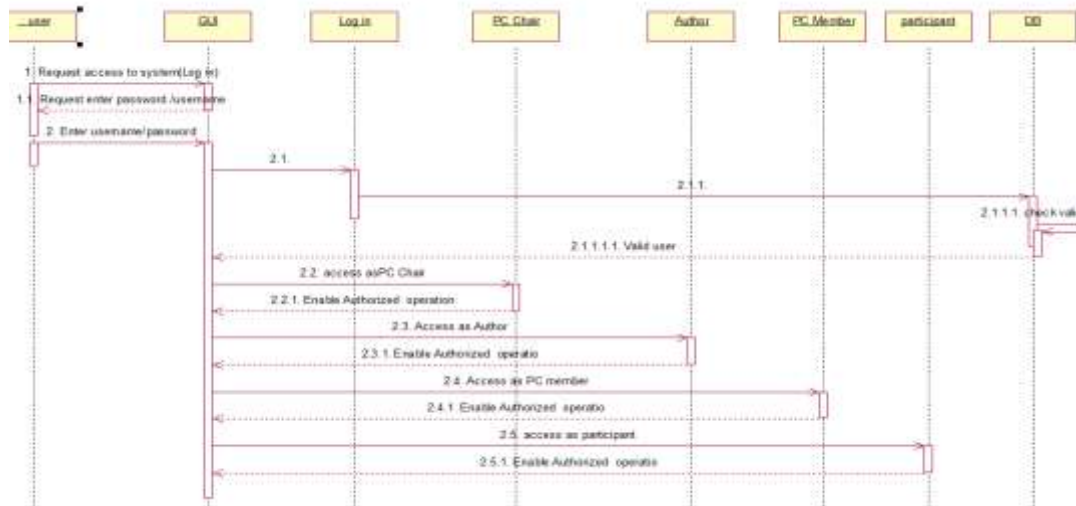 ...user
GUI
Log in
PC Chair
Author
PC Member
participant
DB
1. Request access to system(Log in)
1.1. Request enter password /username
2. Enter username/password
2.1.
2.1.1.
2.1.1.1. check vali
2.1.1.1.1. Valid user
2.2. access asPC Chair
2.2.1. Enable Authorized operation
2.3. Access as Author
2.3.1. Enable Authorized operatio
2.4. Access as PC member
2.4.1. Enable Authorized operatio
2.5. access as participant
2.5.1. Enable Authorized operatio